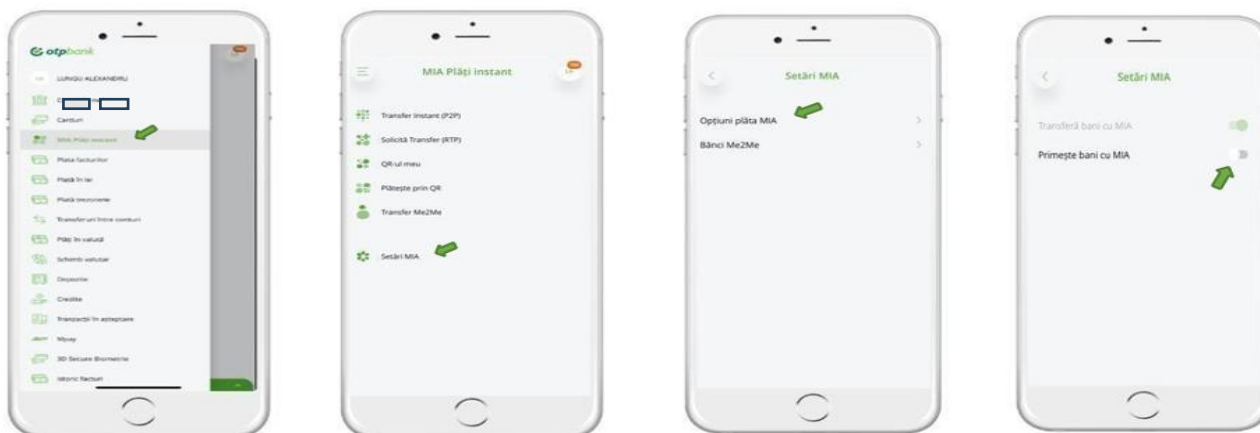 otpbank
LUNGU ALEXANDRU
Carduri
MIA Plăți instant
Plata facturilor
Plată în lei
Plată trezorerie
Transferuri între conturi
Plăți în valută
Schimb valutar
Depozite
Credite
Tranzacții în așteptare
Mpay
3D Secure Biometrie
Istoric facturi
MIA Plăți instant
Transfer Instant (P2P)
Solicită Transfer (RTP)
QR-ul meu
Plătește prin QR
Transfer Me2Me
Setări MIA
Setări MIA
Opțiuni plăta MIA
Bănci Me2Me
Setări MIA
Transferă bani cu MIA
Primește bani cu MIA